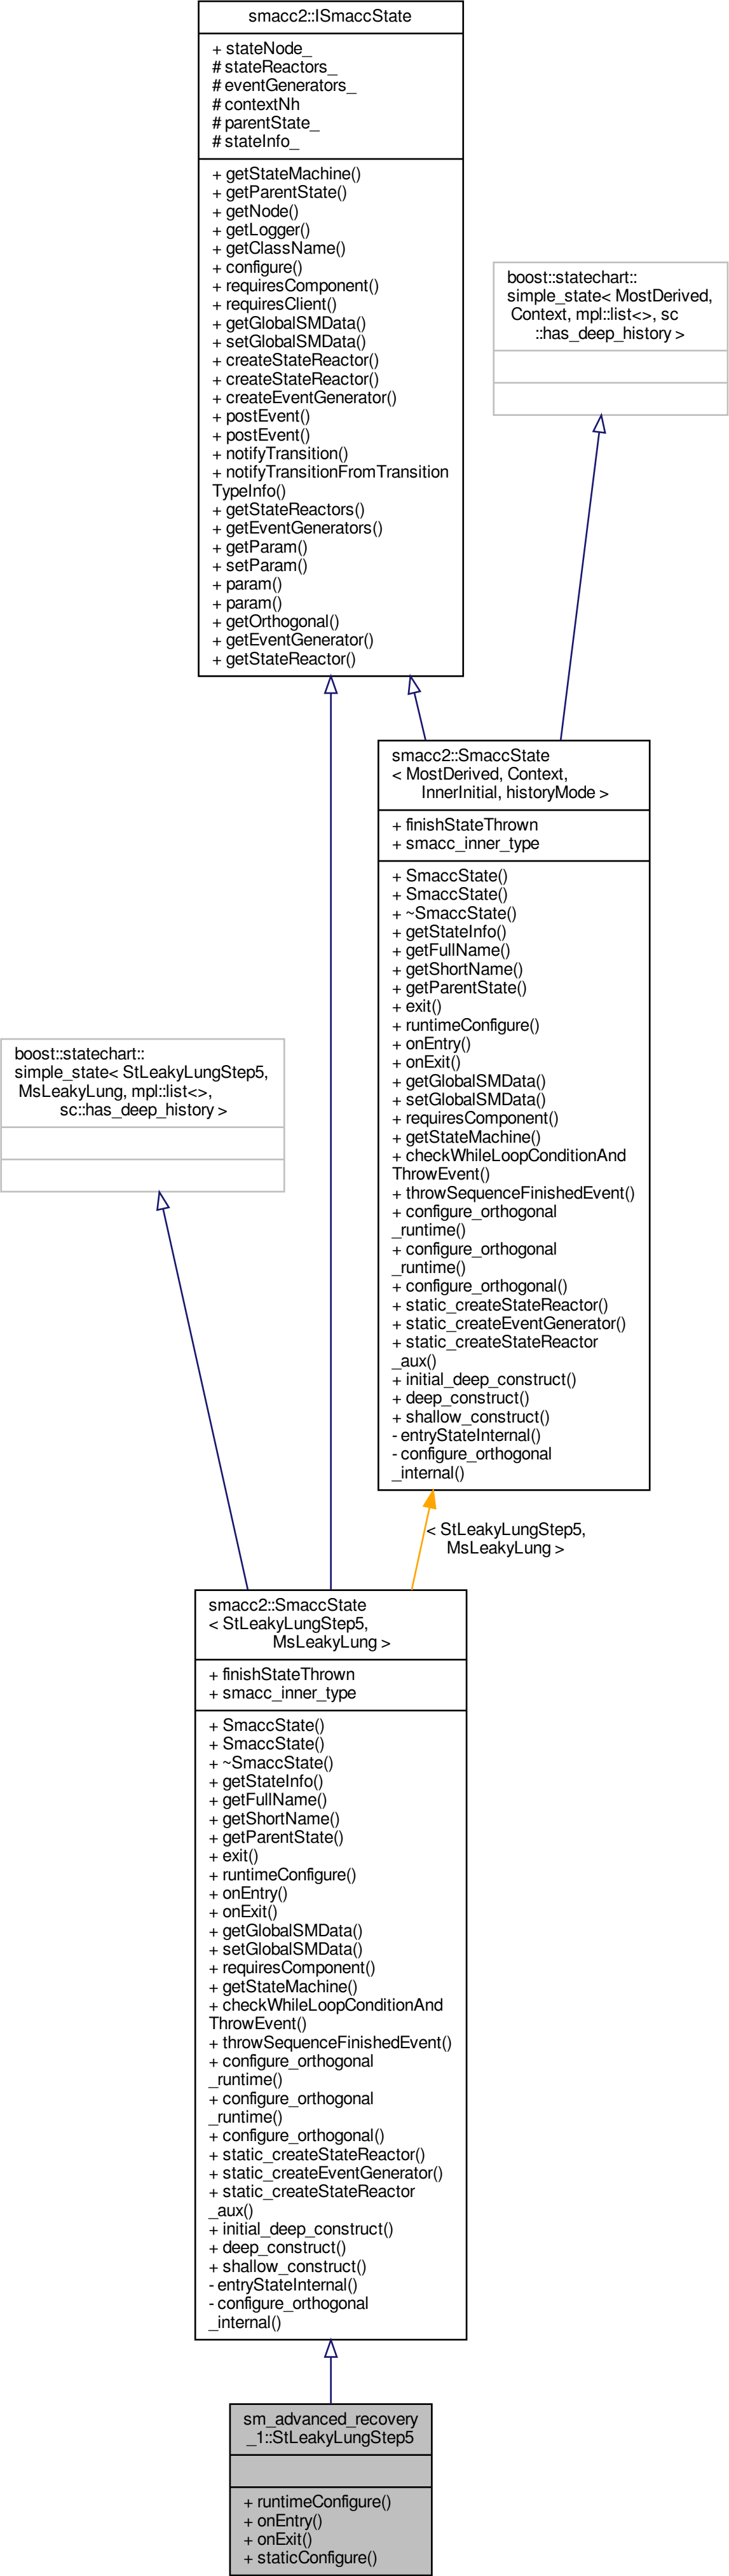 smacc2::ISmaccState
+ stateNode_
# stateReactors_
# eventGenerators_
# contextNh
# parentState_
# stateInfo_
+ getStateMachine()
+ getParentState()
+ getNode()
+ getLogger()
+ getClassName()
+ configure()
+ requiresComponent()
+ requiresClient()
+ getGlobalSMData()
+ setGlobalSMData()
+ createStateReactor()
+ createStateReactor()
+ createEventGenerator()
+ postEvent()
+ postEvent()
+ notifyTransition()
+ notifyTransitionFromTransition
TypeInfo()
+ getStateReactors()
+ getEventGenerators()
+ getParam()
+ setParam()
+ param()
+ param()
+ getOrthogonal()
+ getEventGenerator()
+ getStateReactor()
boost::statechart::
simple_state< MostDerived,
Context, mpl::list<>, sc
::has_deep_history >
smacc2::SmaccState
< MostDerived, Context,
InnerInitial, historyMode >
+ finishStateThrown
+ smacc_inner_type
+ SmaccState()
+ SmaccState()
+ ~SmaccState()
+ getStateInfo()
+ getFullName()
+ getShortName()
+ getParentState()
+ exit()
+ runtimeConfigure()
+ onEntry()
+ onExit()
+ getGlobalSMData()
+ setGlobalSMData()
+ requiresComponent()
+ getStateMachine()
+ checkWhileLoopConditionAnd
ThrowEvent()
+ throwSequenceFinishedEvent()
+ configure_orthogonal
_runtime()
+ configure_orthogonal
_runtime()
+ configure_orthogonal()
+ static_createStateReactor()
+ static_createEventGenerator()
+ static_createStateReactor
_aux()
+ initial_deep_construct()
+ deep_construct()
+ shallow_construct()
- entryStateInternal()
- configure_orthogonal
_internal()
boost::statechart::
simple_state< StLeakyLungStep5,
MsLeakyLung, mpl::list<>,
sc::has_deep_history >
< StLeakyLungStep5,
MsLeakyLung >
smacc2::SmaccState
< StLeakyLungStep5,
MsLeakyLung >
+ finishStateThrown
+ smacc_inner_type
+ SmaccState()
+ SmaccState()
+ ~SmaccState()
+ getStateInfo()
+ getFullName()
+ getShortName()
+ getParentState()
+ exit()
+ runtimeConfigure()
+ onEntry()
+ onExit()
+ getGlobalSMData()
+ setGlobalSMData()
+ requiresComponent()
+ getStateMachine()
+ checkWhileLoopConditionAnd
ThrowEvent()
+ throwSequenceFinishedEvent()
+ configure_orthogonal
_runtime()
+ configure_orthogonal
_runtime()
+ configure_orthogonal()
+ static_createStateReactor()
+ static_createEventGenerator()
+ static_createStateReactor
_aux()
+ initial_deep_construct()
+ deep_construct()
+ shallow_construct()
- entryStateInternal()
- configure_orthogonal
_internal()
sm_advanced_recovery
_1::StLeakyLungStep5
+ runtimeConfigure()
+ onEntry()
+ onExit()
+ staticConfigure()